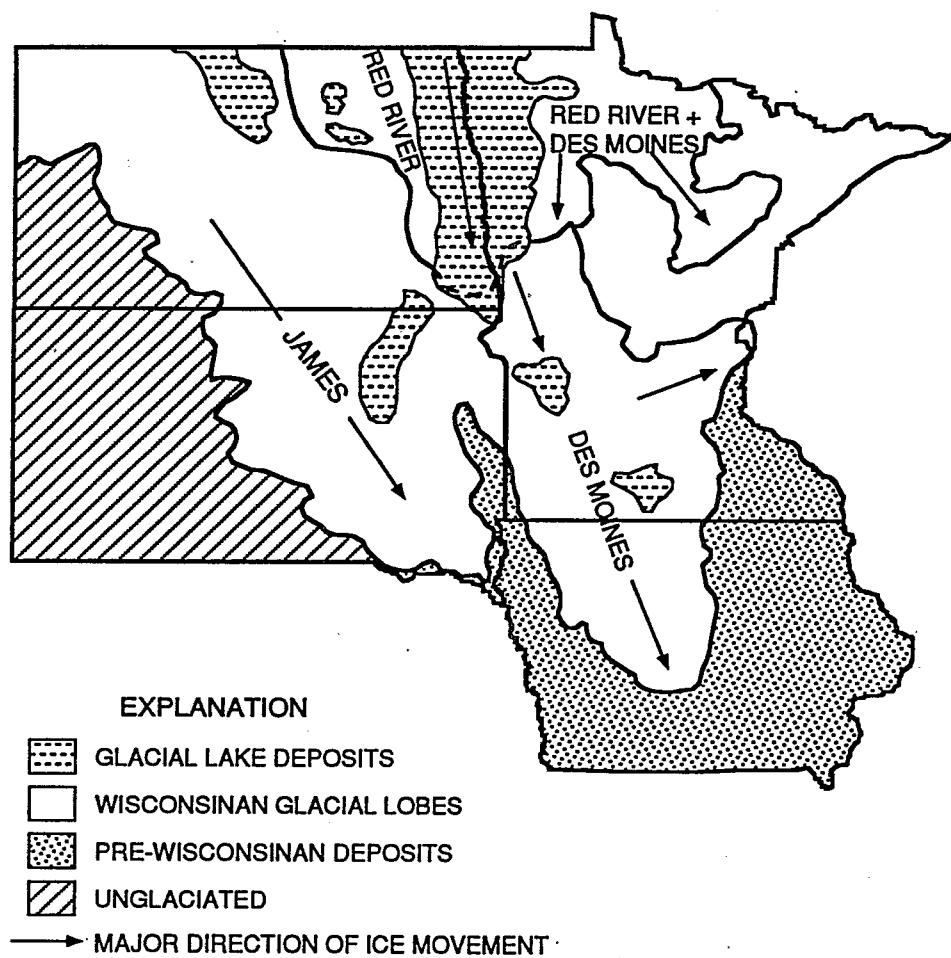 RED RIVER
RED RIVER +
DES MOINES
JAMES
DES MOINES
EXPLANATION
GLACIAL LAKE DEPOSITS
WISCONSINAN GLACIAL LOBES
PRE-WISCONSINAN DEPOSITS
UNGLACIATED
MAJOR DIRECTION OF ICE MOVEMENT